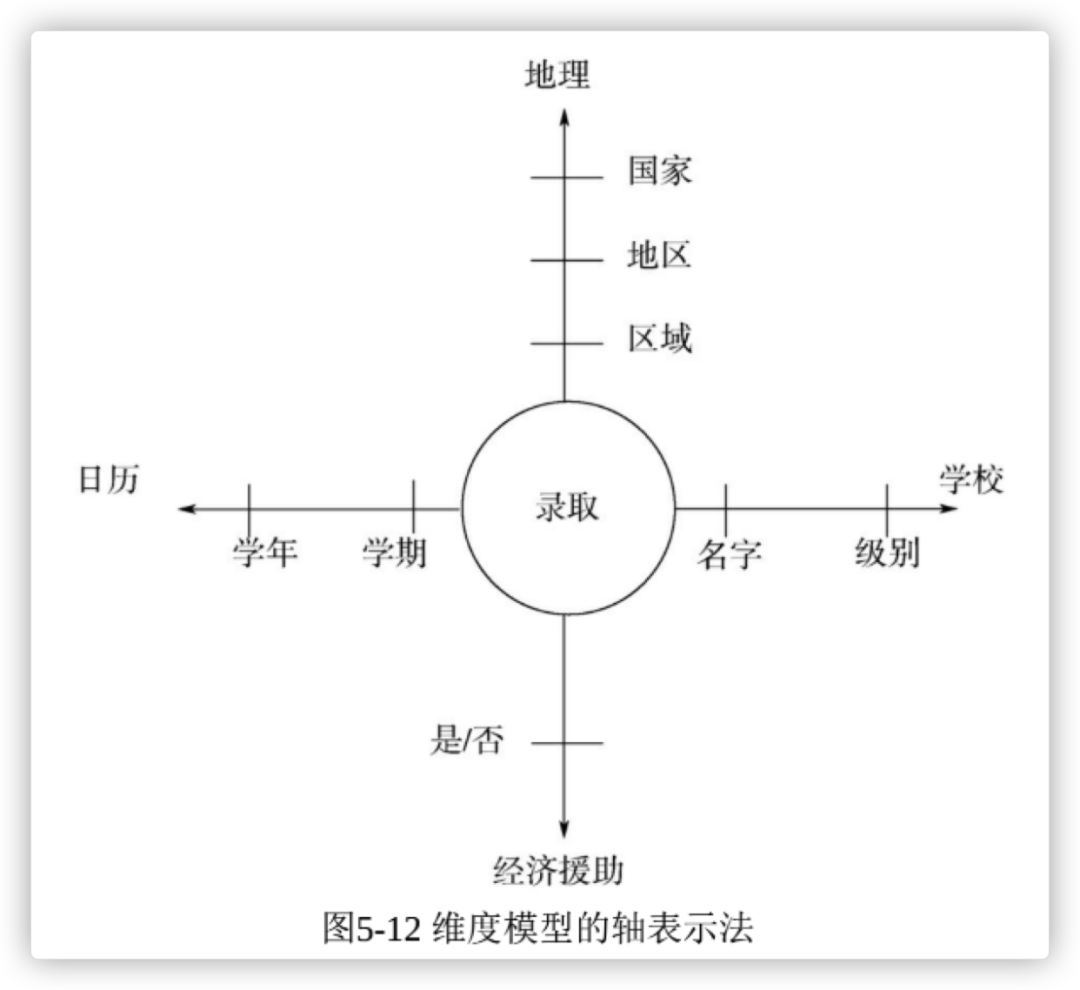 地理
国家
地区
区域
日历
学校
录取
学年
学期
名字
级别
是/否
经济援助
图5-12 维度模型的轴表示法